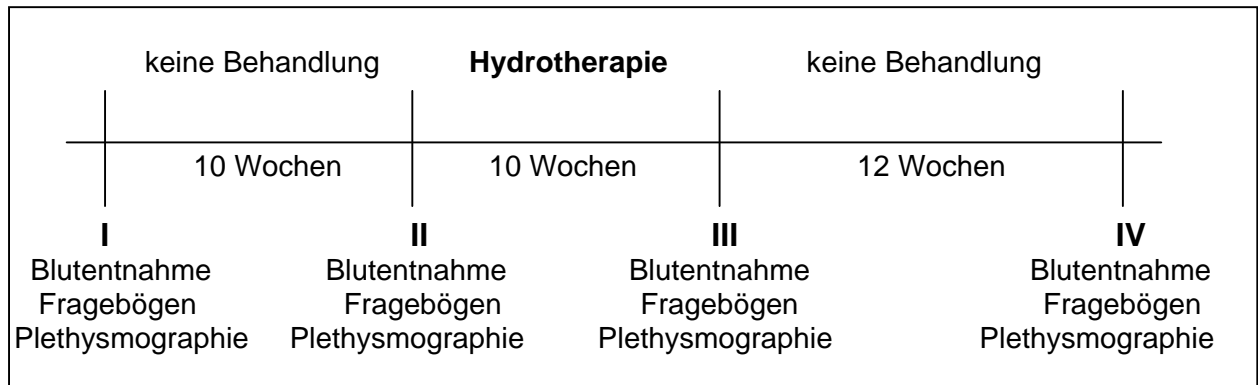 keine Behandlung Hydrotherapie keine Behandlung
10 Wochen 10 Wochen 12 Wochen
I II III IV
Blutentnahme Blutentnahme Blutentnahme Blutentnahme
Fragebögen Fragebögen Fragebögen Fragebögen
Plethysmographie Plethysmographie Plethysmographie Plethysmographie